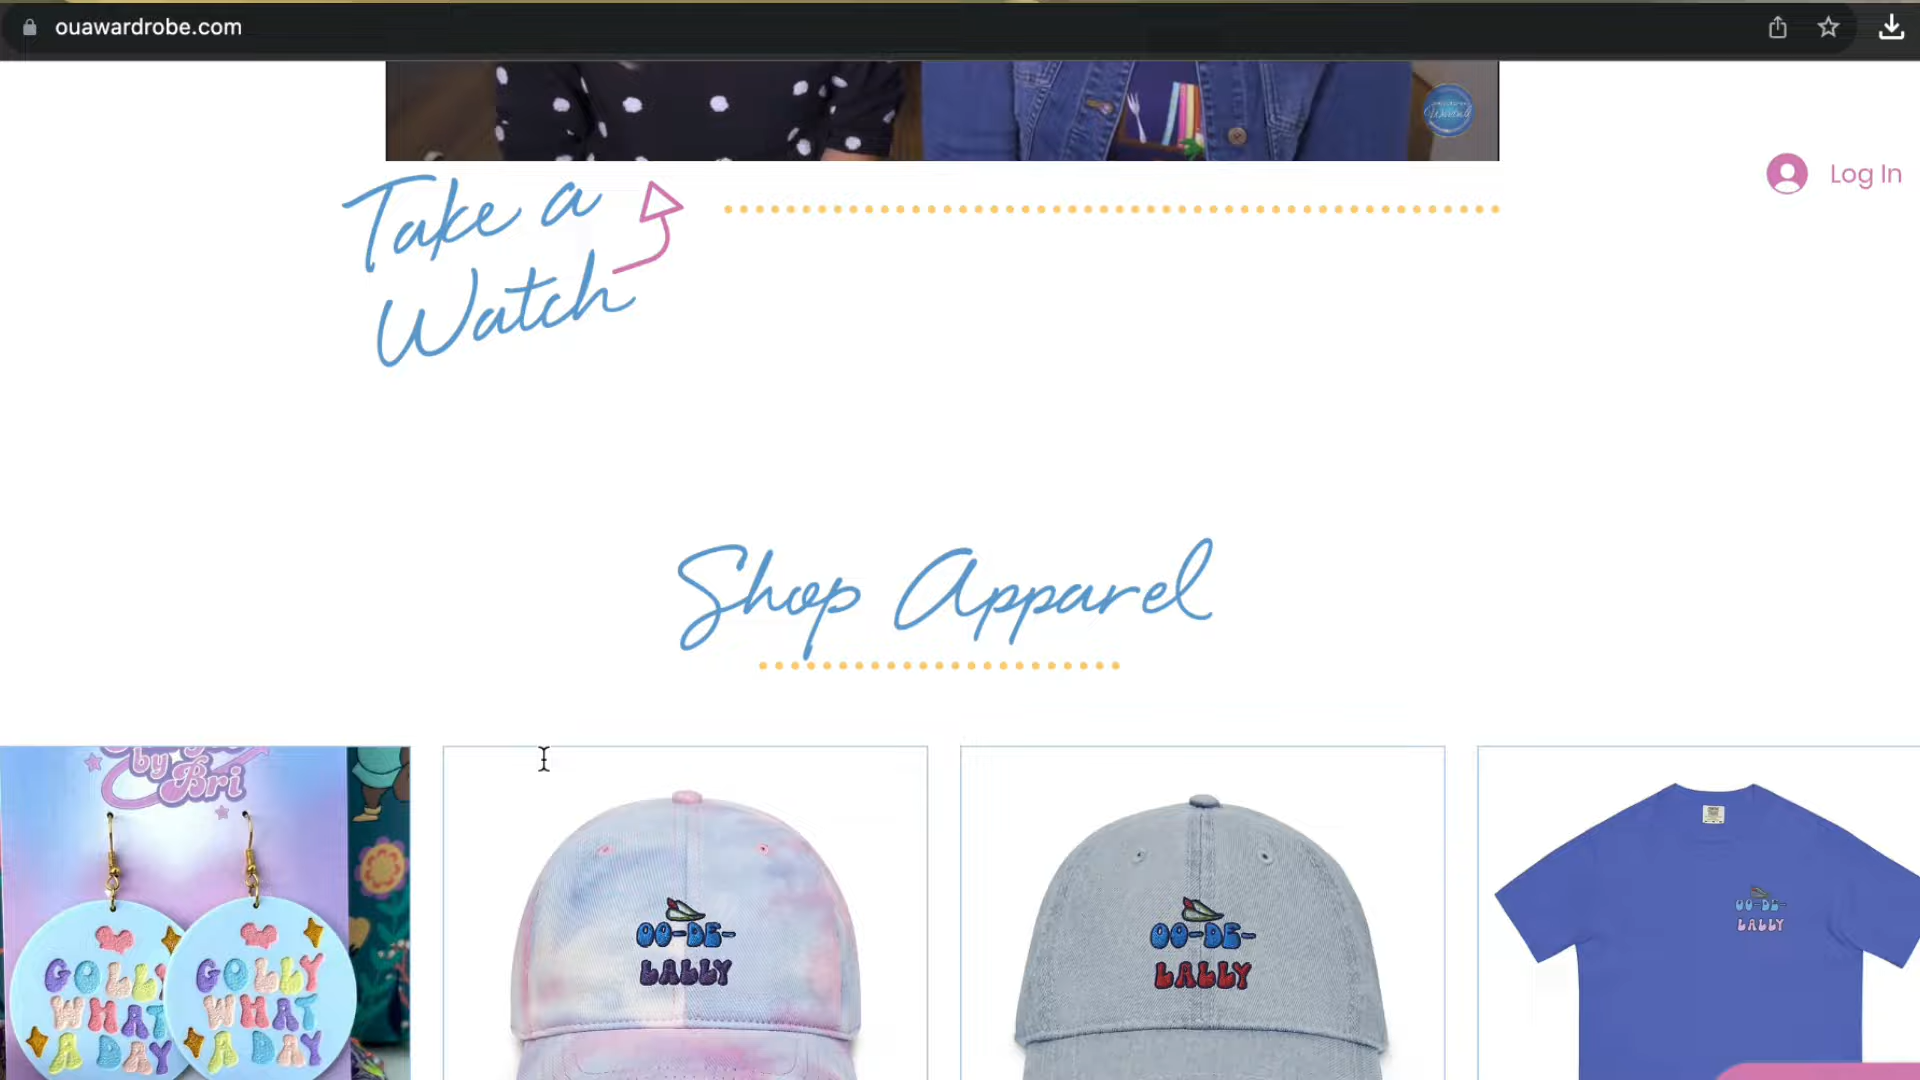 ouawardrobe.com
Log In
Take a
Watch
Shop Apparel
by
Bri
GOLLY
WHAT
A DAY
GOLLY
WHAT
A DAY
OO-DE-
LALLY
OO-DE-
LALLY
OO-DE-
LALLY